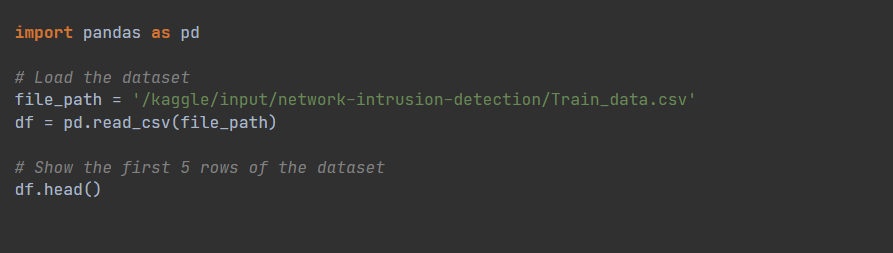 import pandas as pd
# Load the dataset
file_path = '/kaggle/input/network-intrusion-detection/Train_data.csv'
df = pd.read_csv(file_path)
# Show the first 5 rows of the dataset
df.head()